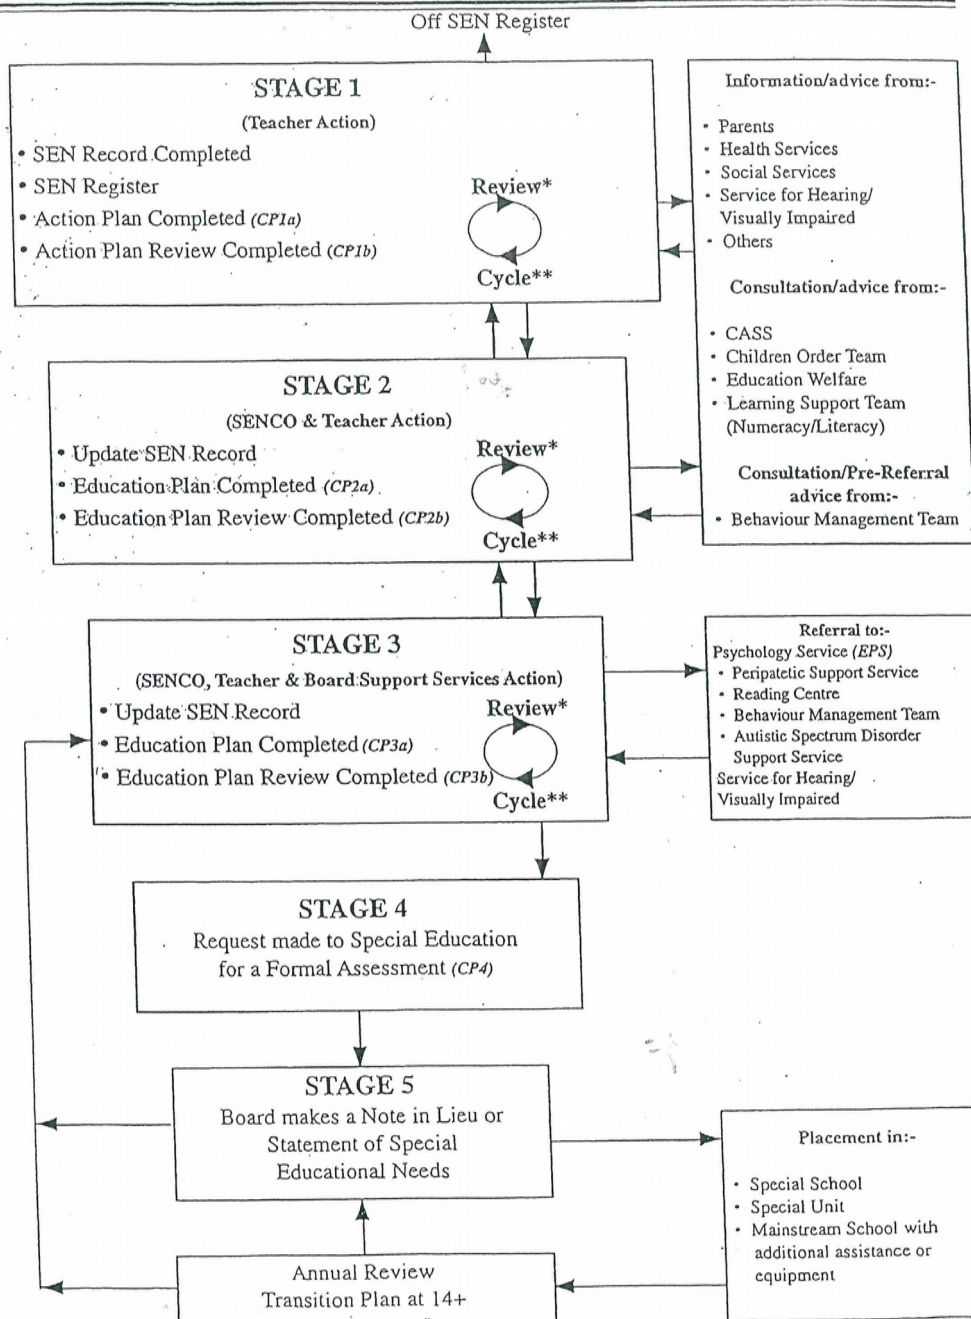 Off SEN Register
STAGE 1
(Teacher Action)
• SEN Record Completed
• SEN Register
• Action Plan Completed (CP1a)
• Action Plan Review Completed (CP1b)
Review*
Cycle**
Information/advice from:-
• Parents
• Health Services
• Social Services
• Service for Hearing/
Visually Impaired
• Others
Consultation/advice from:-
• CASS
• Children Order Team
• Education Welfare
• Learning Support Team
(Numeracy/Literacy)
Consultation/Pre-Referral
advice from:-
• Behaviour Management Team
STAGE 2
(SENCO & Teacher Action)
• Update SEN Record
• Education Plan Completed (CP2a)
• Education Plan Review Completed (CP2b)
Review*
Cycle**
STAGE 3
(SENCO, Teacher & Board Support Services Action)
• Update SEN Record
• Education Plan Completed (CP3a)
• Education Plan Review Completed (CP3b)
Review*
Cycle**
Referral to:-
Psychology Service (EPS)
• Peripatetic Support Service
• Reading Centre
• Behaviour Management Team
• Autistic Spectrum Disorder
Support Service
Service for Hearing/
Visually Impaired
STAGE 4
Request made to Special Education
for a Formal Assessment (CP4)
STAGE 5
Board makes a Note in Lieu or
Statement of Special
Educational Needs
Placement in:-
• Special School
• Special Unit
• Mainstream School with
additional assistance or
equipment
Annual Review
Transition Plan at 14+